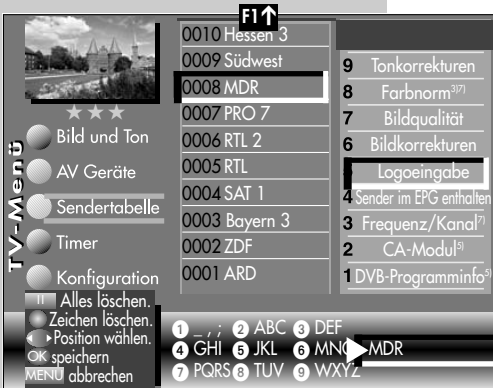 F1↑
0010 Hessen 3
0009 Südwest
0008 MDR
0007 PRO 7
0006 RTL 2
0005 RTL
0004 SAT 1
0003 Bayern 3
0002 ZDF
0001 ARD
TV-Menü
Bild und Ton
AV Geräte
Sendertabelle
Timer
Konfiguration
9 Tonkorrekturen
8 Farbnorm3)7)
7 Bildqualität
6 Bildkorrekturen
Logoeingabe
4 Sender im EPG enthalten
3 Frequenz/Kanal7)
2 CA-Modul5)
1 DVB-Programminfo5)
II Alles löschen.
Zeichen löschen.
Position wählen.
OK speichern
MENU abbrechen
1 _ , ; 2 ABC 3 DEF
4 GHI 5 JKL 6 MNO MDR
7 PQRS 8 TUV 9 WXYZ